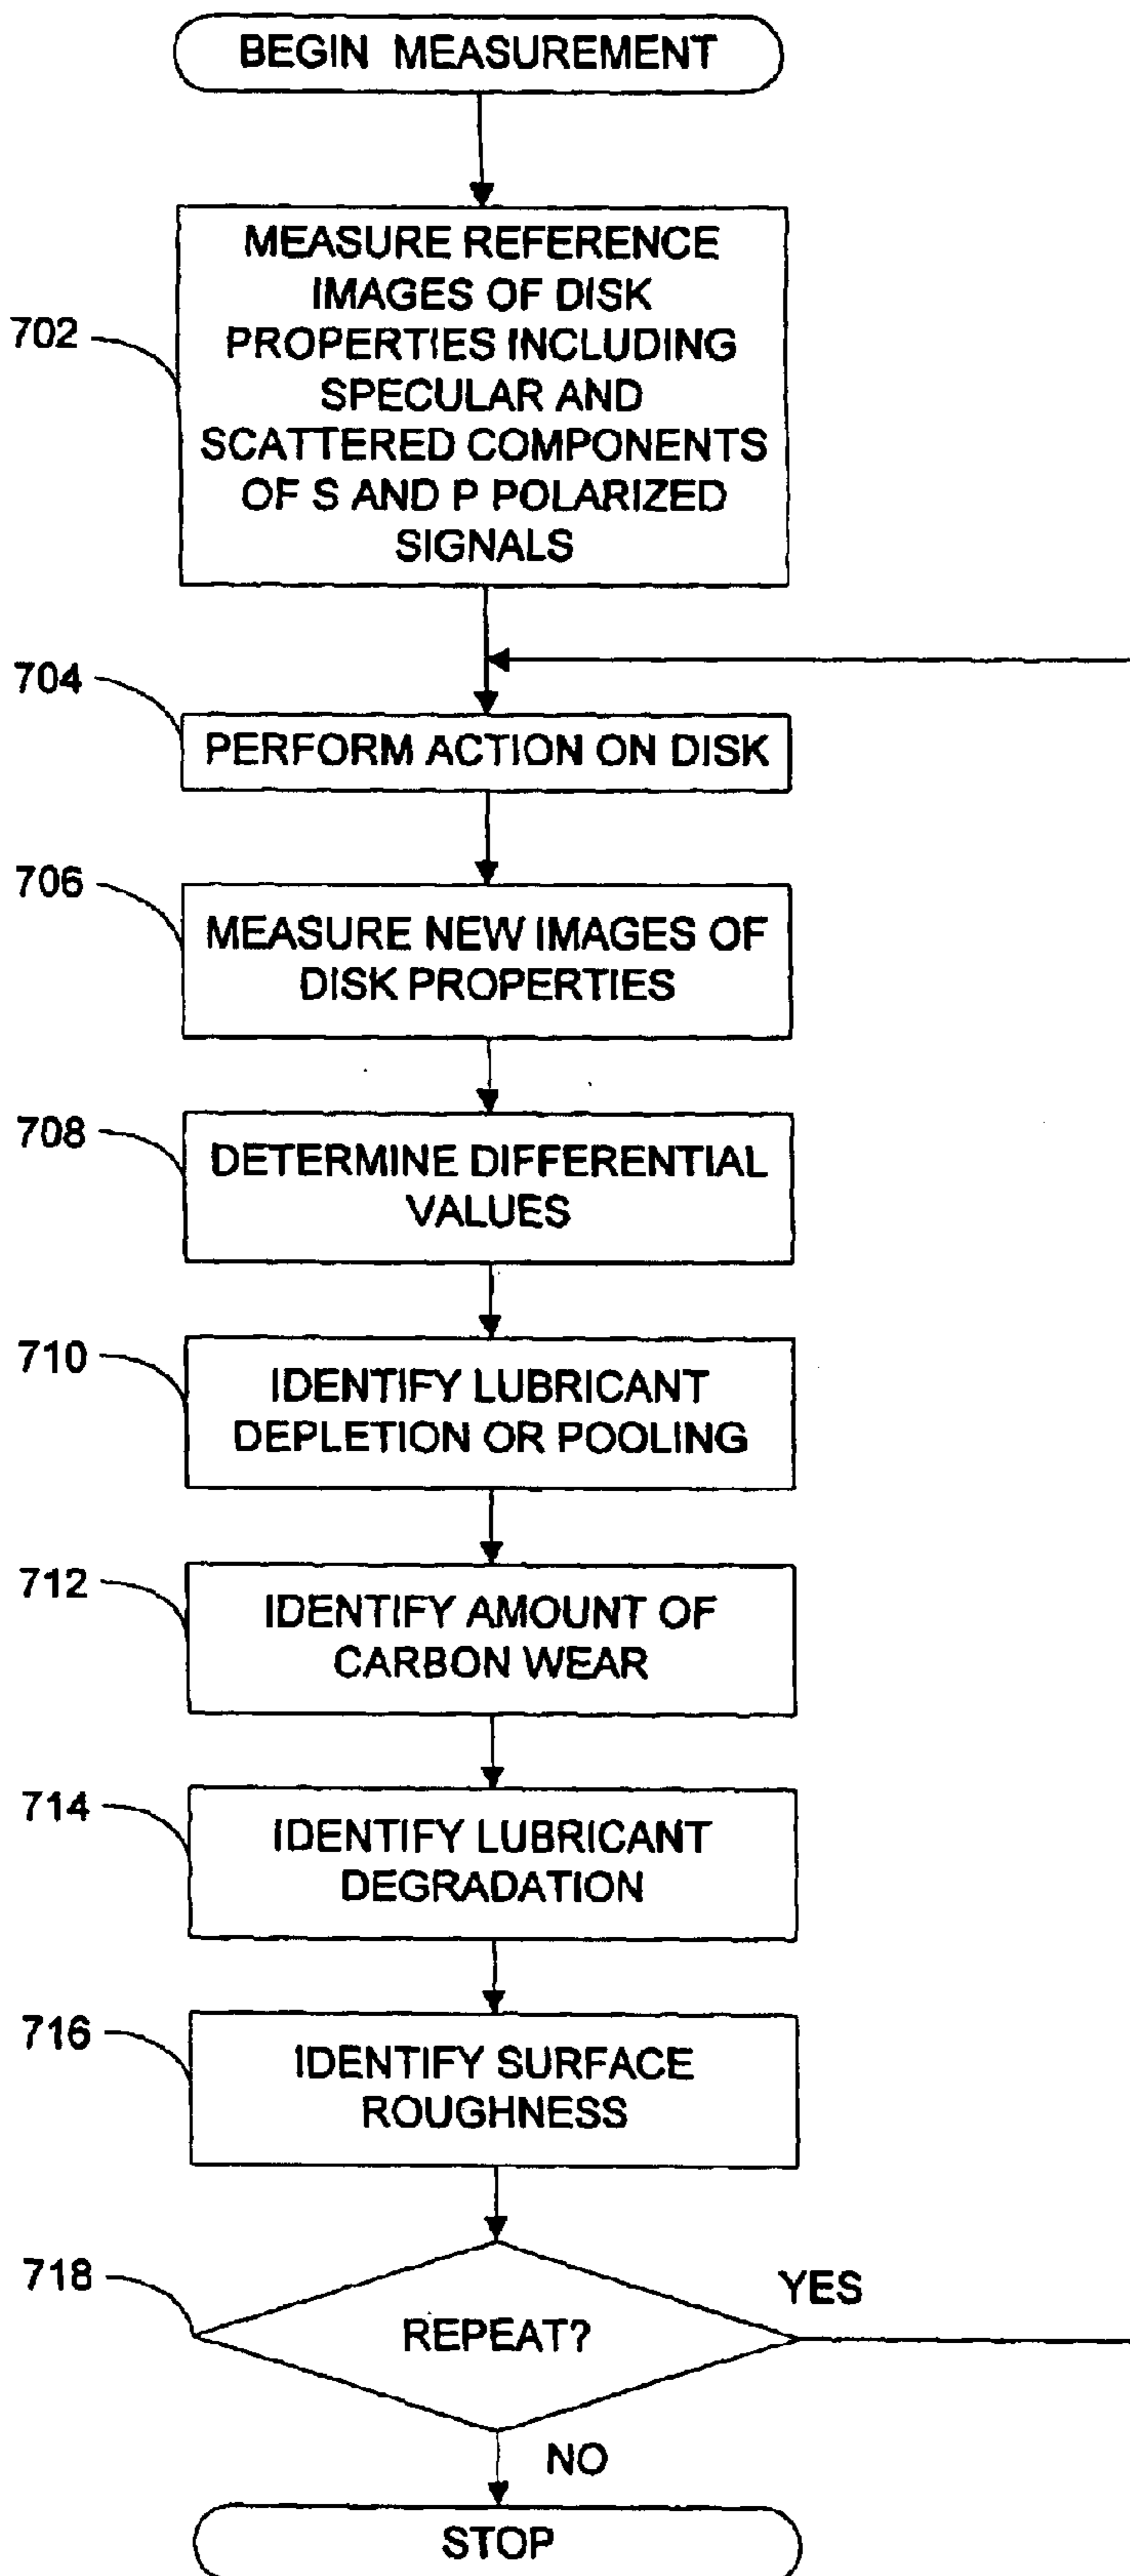 BEGIN MEASUREMENT
702
MEASURE REFERENCE
IMAGES OF DISK
PROPERTIES INCLUDING
SPECULAR AND
SCATTERED COMPONENTS
OF S AND P POLARIZED
SIGNALS
704
PERFORM ACTION ON DISK
706
MEASURE NEW IMAGES OF
DISK PROPERTIES
708
DETERMINE DIFFERENTIAL
VALUES
710
IDENTIFY LUBRICANT
DEPLETION OR POOLING
712
IDENTIFY AMOUNT OF
CARBON WEAR
714
IDENTIFY LUBRICANT
DEGRADATION
716
IDENTIFY SURFACE
ROUGHNESS
718
REPEAT?
YES
NO
STOP